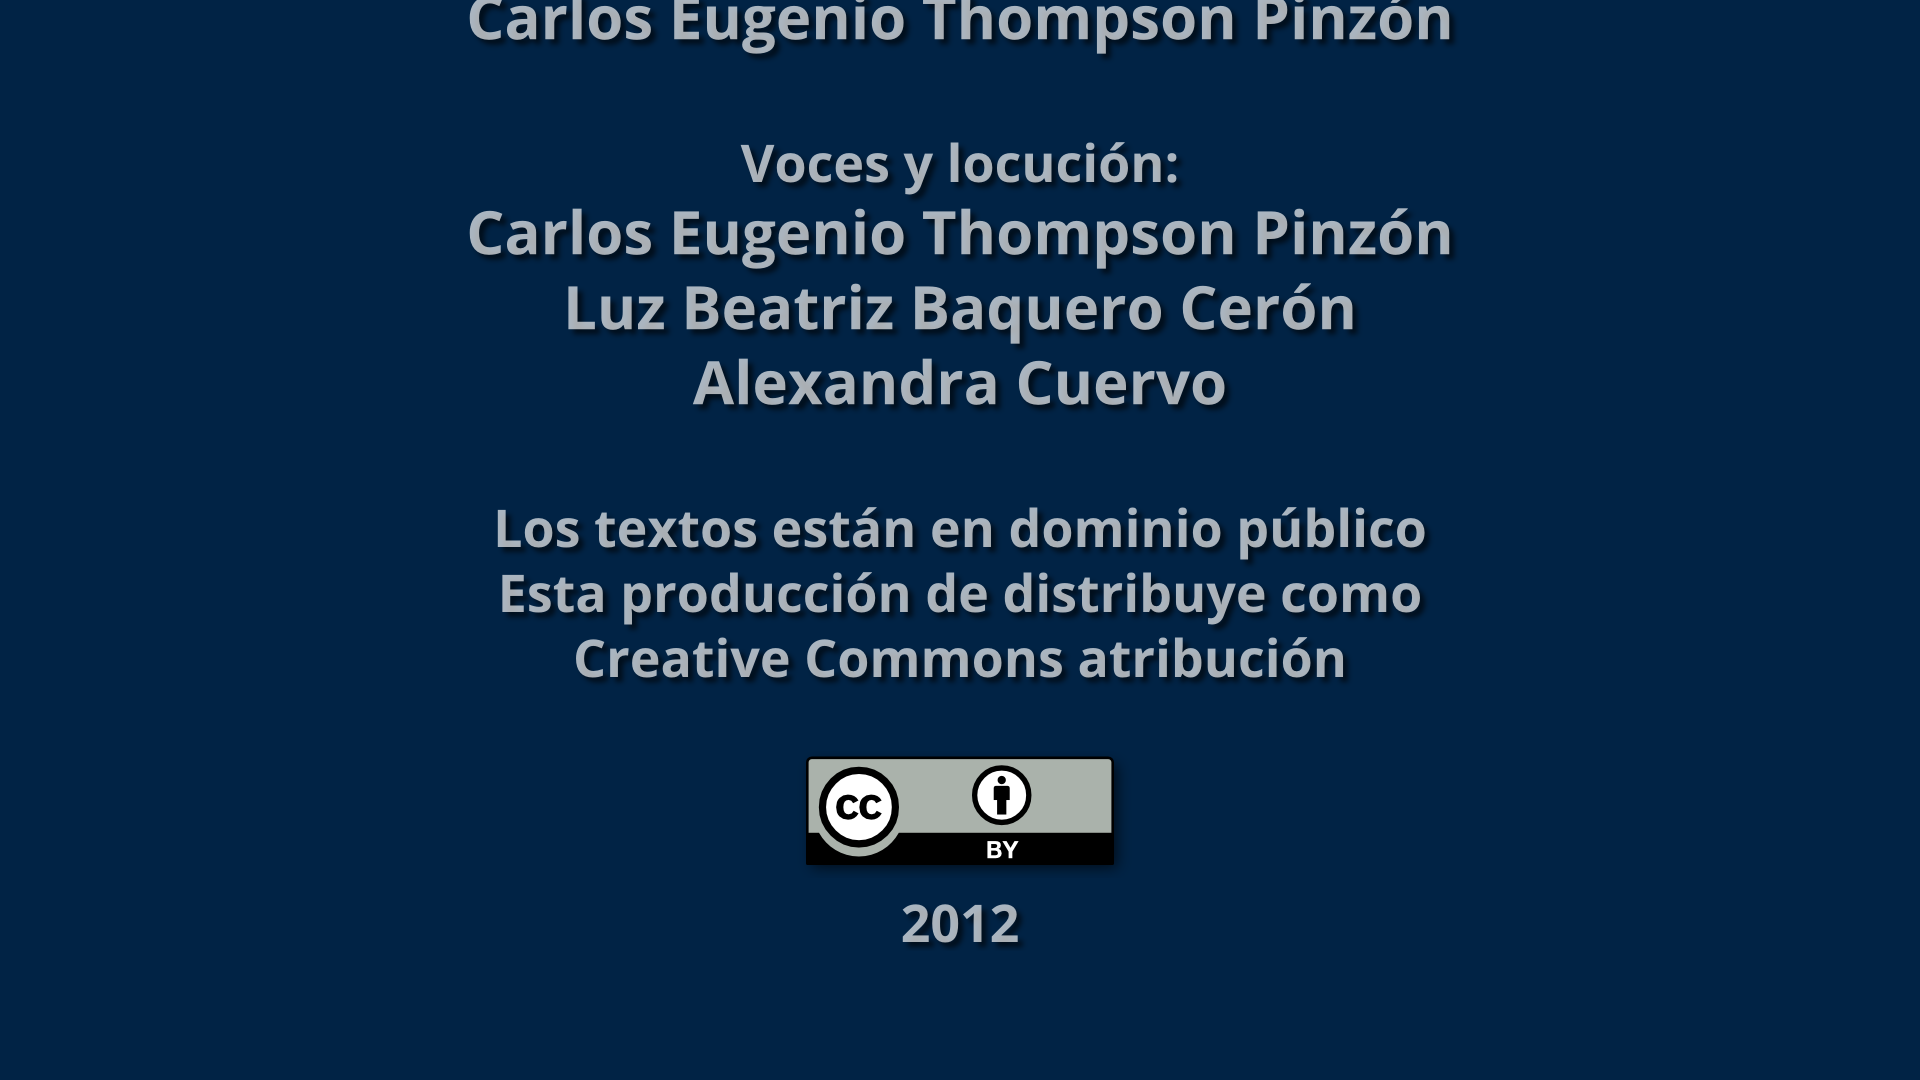 Carlos Eugenio Thompson Pinzón
Voces y locución:
Carlos Eugenio Thompson Pinzón
Luz Beatriz Baquero Cerón
Alexandra Cuervo
Los textos están en dominio público
Esta producción de distribuye como
Creative Commons atribución
cc
BY
2012